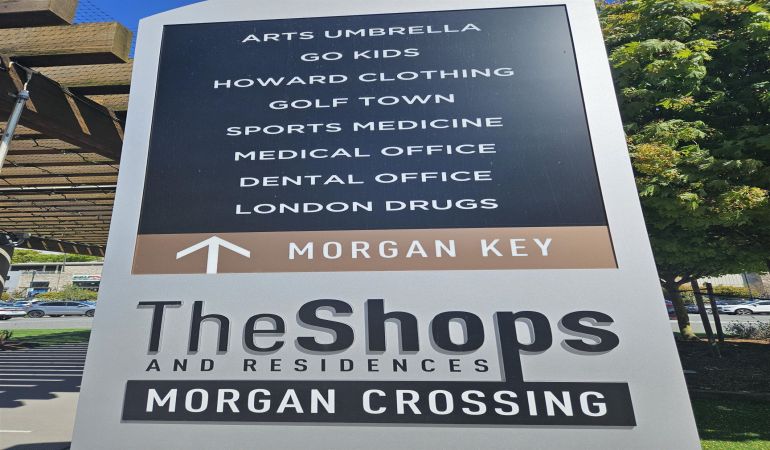 ARTS UMBRELLA
GO KIDS
HOWARD CLOTHING
GOLF TOWN
SPORTS MEDICINE
MEDICAL OFFICE
DENTAL OFFICE
LONDON DRUGS
MORGAN KEY
TheShops
AND RESIDENCES
MORGAN CROSSING